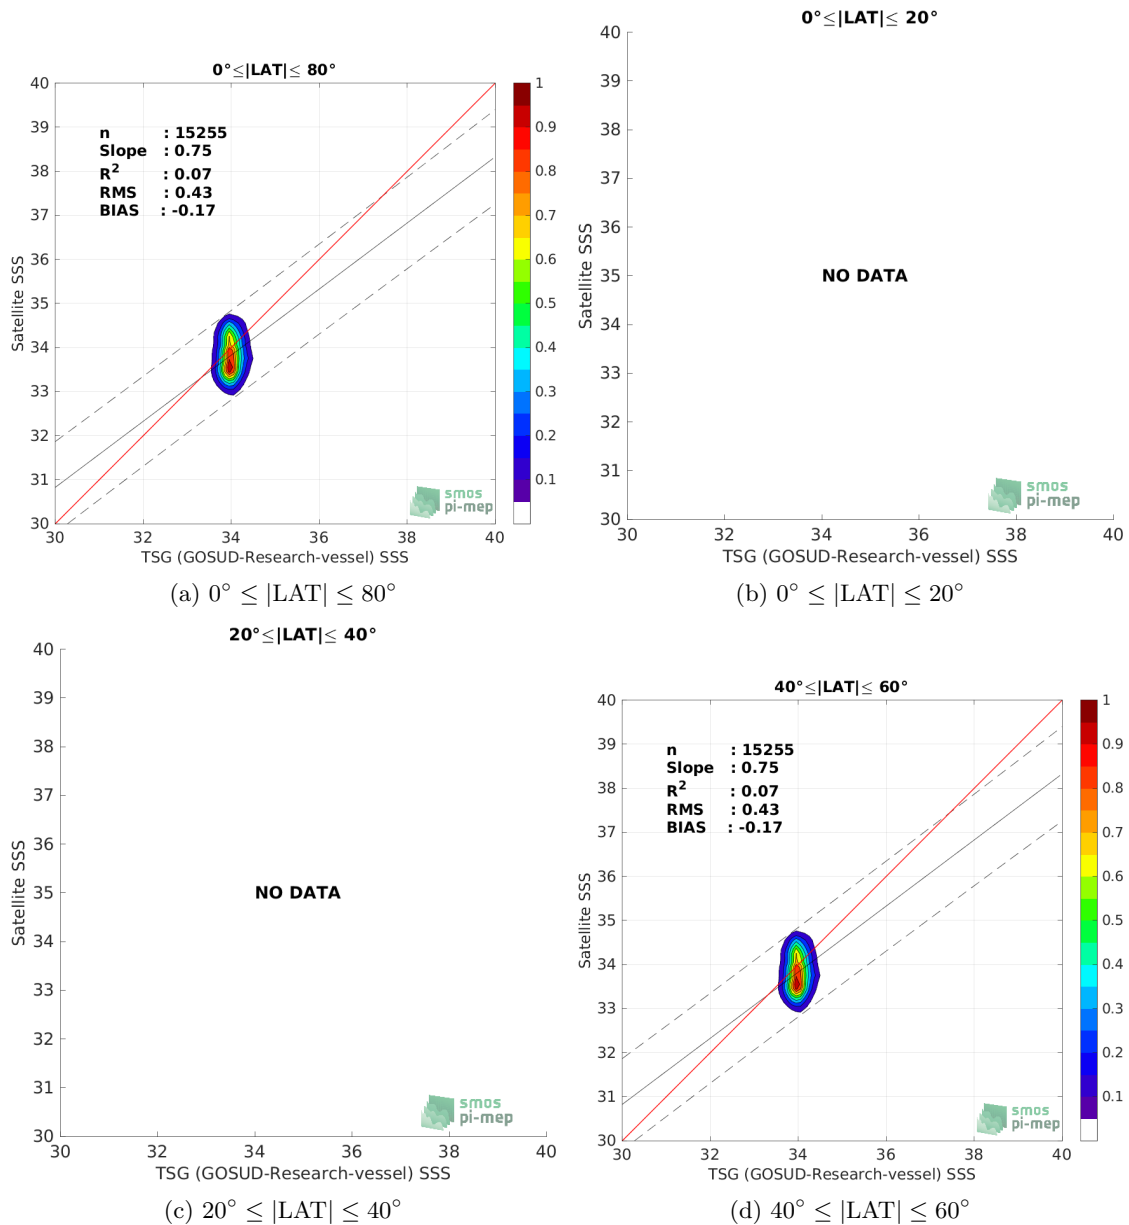 0°≤|LAT|≤ 80°
40
39
38
37
36
35
34
33
32
31
30
Satellite SSS
n : 15255
Slope : 0.75
R² : 0.07
RMS : 0.43
BIAS : -0.17
1
0.9
0.8
0.7
0.6
0.5
0.4
0.3
0.2
0.1
smos
pi-mep
30 32 34 36 38 40
TSG (GOSUD-Research-vessel) SSS
(a) 0° ≤ |LAT| ≤ 80°
0°≤|LAT|≤ 20°
40
39
38
37
36
35
34
33
32
31
30
Satellite SSS
NO DATA
smos
pi-mep
30 32 34 36 38 40
TSG (GOSUD-Research-vessel) SSS
(b) 0° ≤ |LAT| ≤ 20°
20°≤|LAT|≤ 40°
40
39
38
37
36
35
34
33
32
31
30
Satellite SSS
NO DATA
smos
pi-mep
30 32 34 36 38 40
TSG (GOSUD-Research-vessel) SSS
(c) 20° ≤ |LAT| ≤ 40°
40°≤|LAT|≤ 60°
40
39
38
37
36
35
34
33
32
31
30
Satellite SSS
n : 15255
Slope : 0.75
R² : 0.07
RMS : 0.43
BIAS : -0.17
1
0.9
0.8
0.7
0.6
0.5
0.4
0.3
0.2
0.1
smos
pi-mep
30 32 34 36 38 40
TSG (GOSUD-Research-vessel) SSS
(d) 40° ≤ |LAT| ≤ 60°